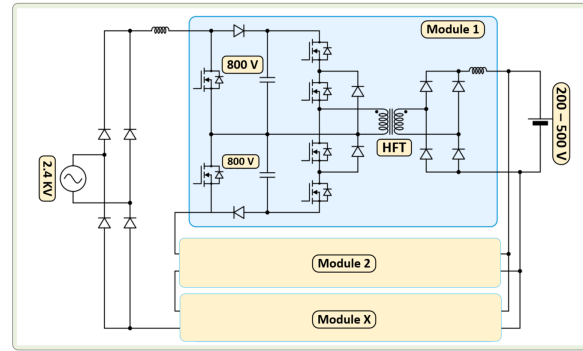 Module 1
800 V
800 V
HFT
2.4 KV
200 – 500 V
Module 2
Module X